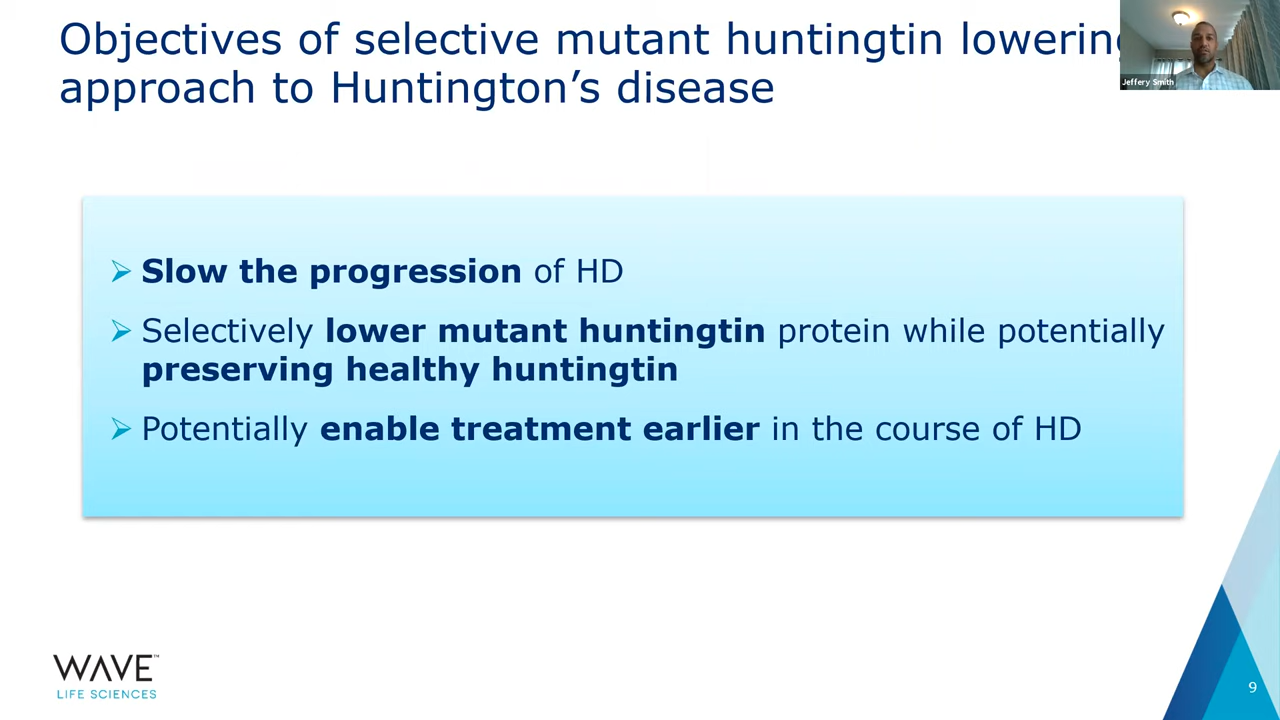 Objectives of selective mutant huntingtin lowering
approach to Huntington’s disease
Jeffery Smith
➢ Slow the progression of HD
➢ Selectively lower mutant huntingtin protein while potentially
preserving healthy huntingtin
➢ Potentially enable treatment earlier in the course of HD
WAVE™
LIFE SCIENCES
9